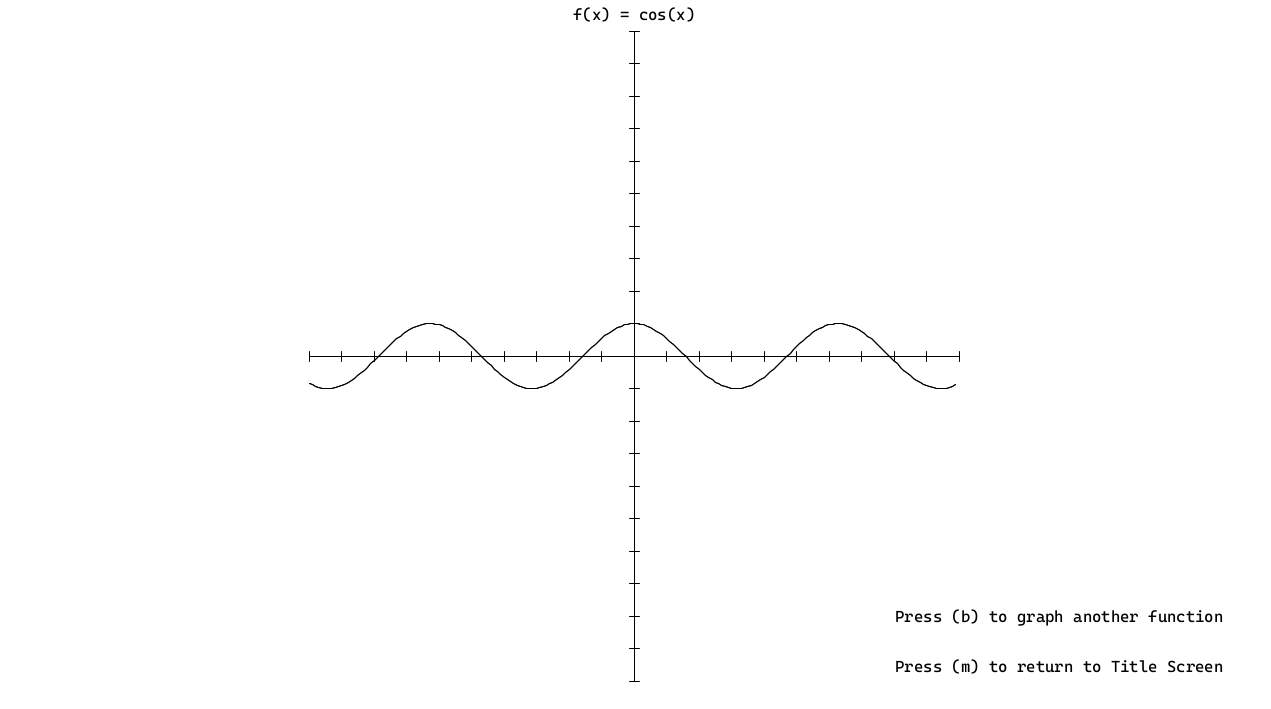 f(x) = cos(x)
Press (b) to graph another function
Press (m) to return to Title Screen